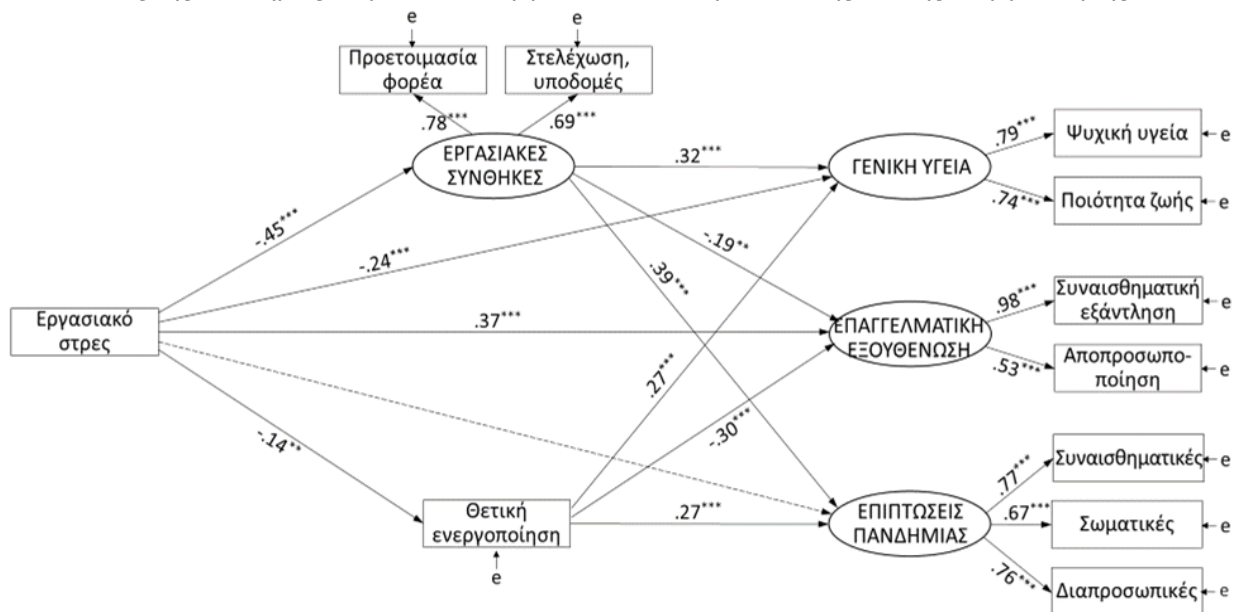 e
e
Προετοιμασία
φορέα
Στελέχωση,
υποδομές
.78***
.69***
ΕΡΓΑΣΙΑΚΕΣ
ΣΥΝΘΗΚΕΣ
.32***
ΓΕΝΙΚΗ ΥΓΕΙΑ
.79***
Ψυχική υγεία
e
.74***
Ποιότητα ζωής
e
-.45***
-.24***
-.19**
.39***
Εργασιακό
στρες
.37***
ΕΠΑΓΓΕΛΜΑΤΙΚΗ
ΕΞΟΥΘΕΝΩΣΗ
.98***
Συναισθηματική
εξάντληση
e
.53***
Αποπροσωπο-
ποίηση
e
.27***
-.30***
-.14**
Θετική
ενεργοποίηση
e
.27***
ΕΠΙΠΤΩΣΕΙΣ
ΠΑΝΔΗΜΙΑΣ
.77***
Συναισθηματικές
e
.67***
Σωματικές
e
.76***
Διαπροσωπικές
e